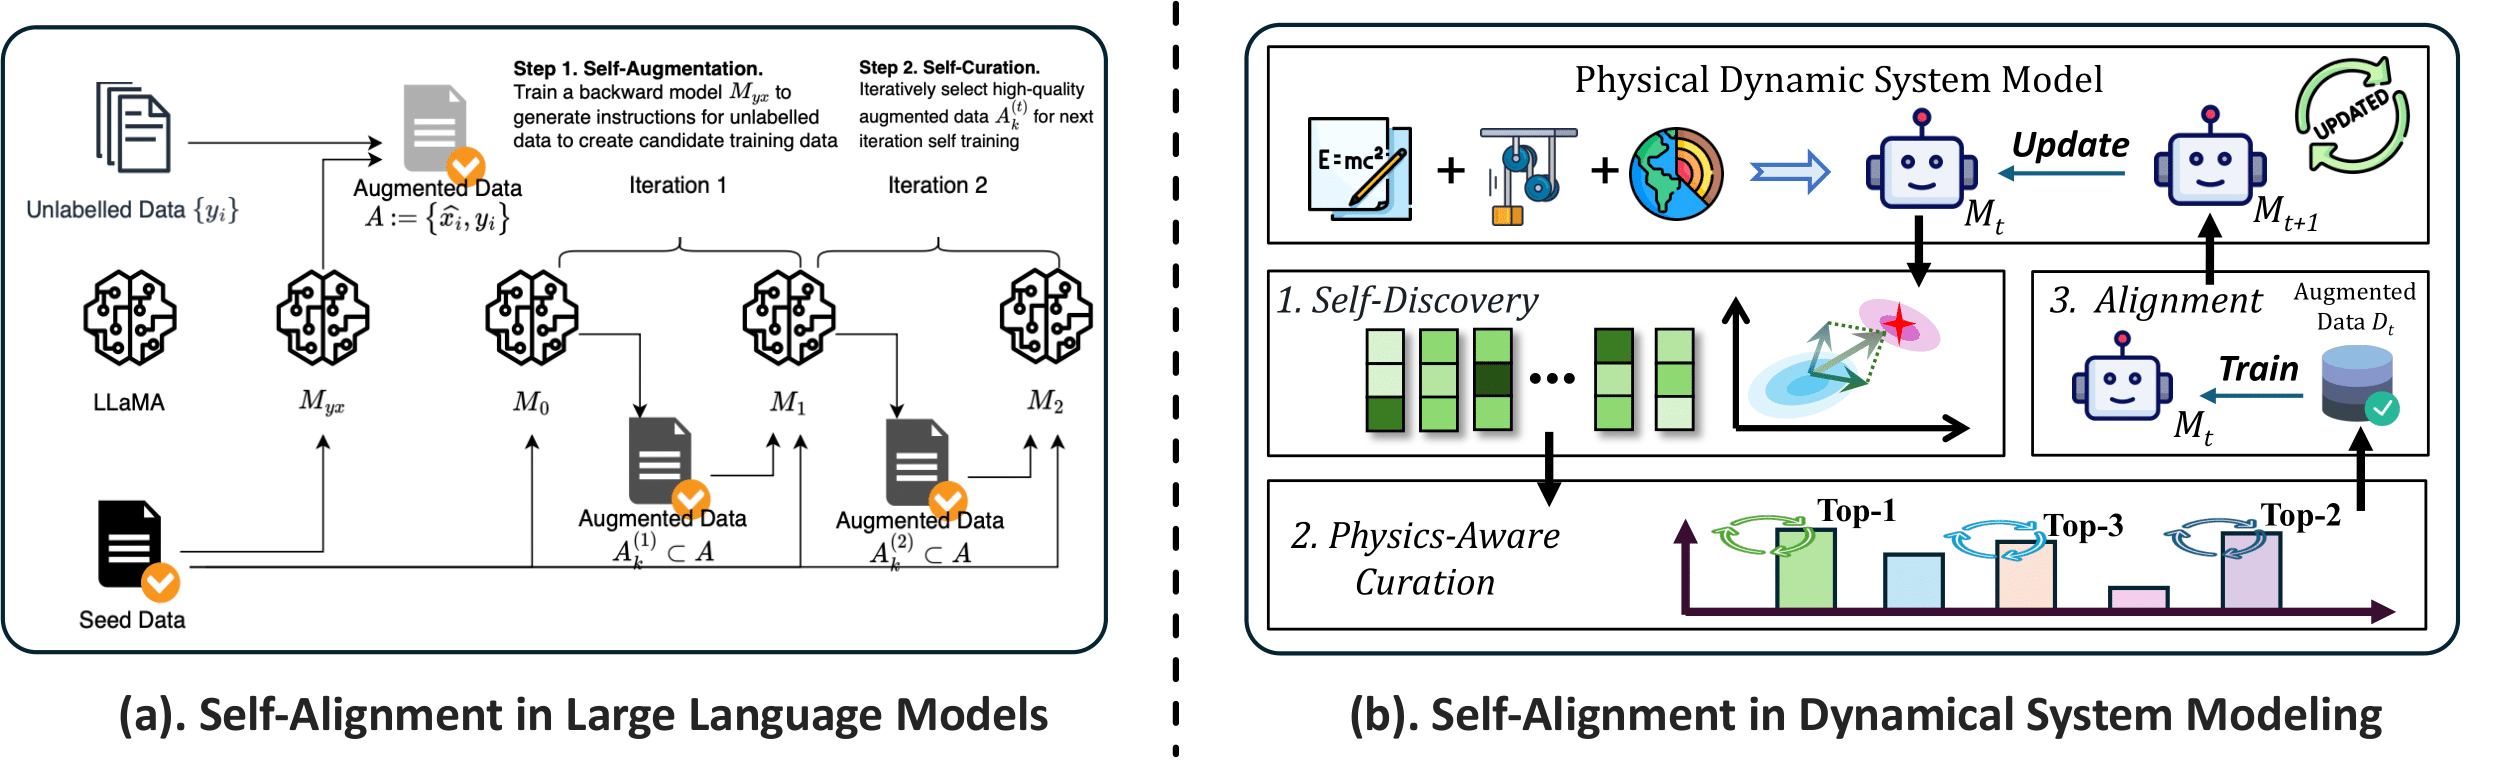 Step 1. Self-Augmentation.
Train a backward model M_{yx} to
generate instructions for unlabelled
data to create candidate training data
Step 2. Self-Curation.
Iteratively select high-quality
augmented data A_k^{(t)} for next
iteration self training
Iteration 1
Iteration 2
Unlabelled Data {y_i}
Augmented Data
A := {x̂_i, y_i}
LLaMA
M_{yx}
M_0
M_1
M_2
Augmented Data
A_k^{(1)} ⊂ A
Augmented Data
A_k^{(2)} ⊂ A
Seed Data
(a). Self-Alignment in Large Language Models
Physical Dynamic System Model
E=mc²
+
+
M_t
Update
M_{t+1}
UPDATED
1. Self-Discovery
•••
3. Alignment
Augmented
Data D_t
Train
M_t
2. Physics-Aware
Curation
Top-1
Top-3
Top-2
(b). Self-Alignment in Dynamical System Modeling